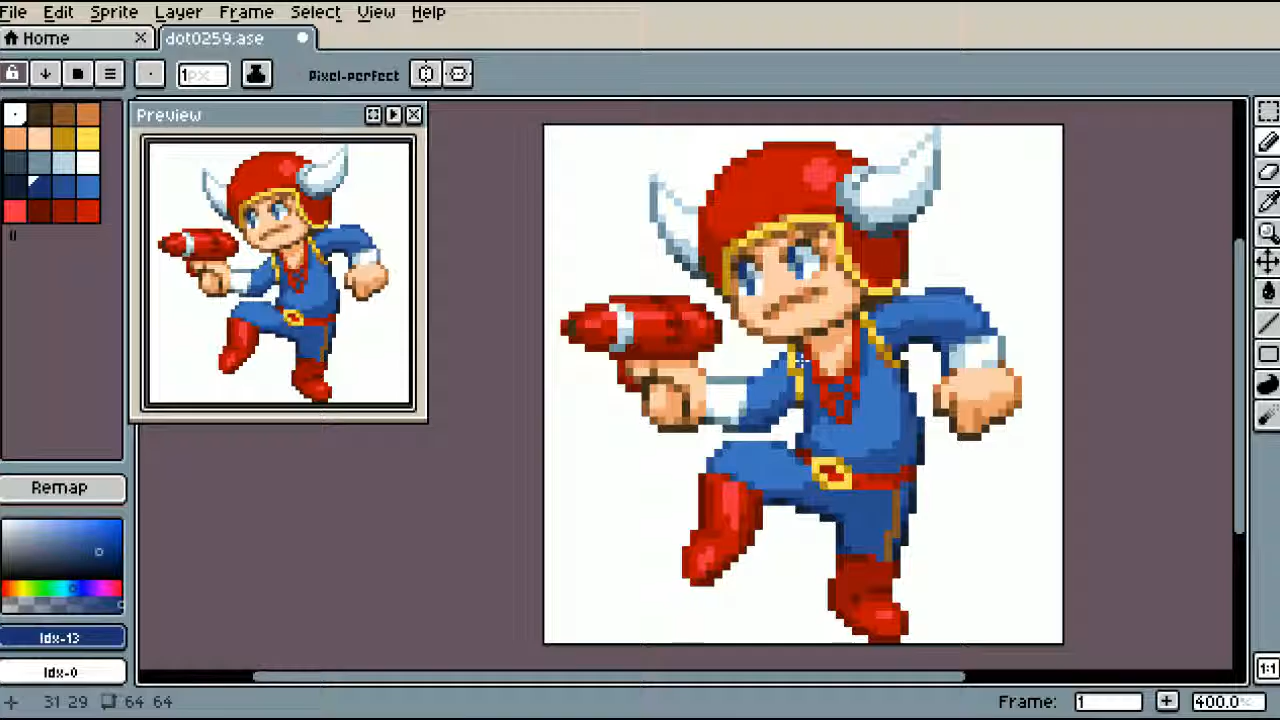 File Edit Sprite Layer Frame Select View Help
Home dot0259.ase
1px Pixel-perfect
Preview
Remap
Idx-13
Idx-0
31 29 64 64 Frame: 1 400.0%
1:1